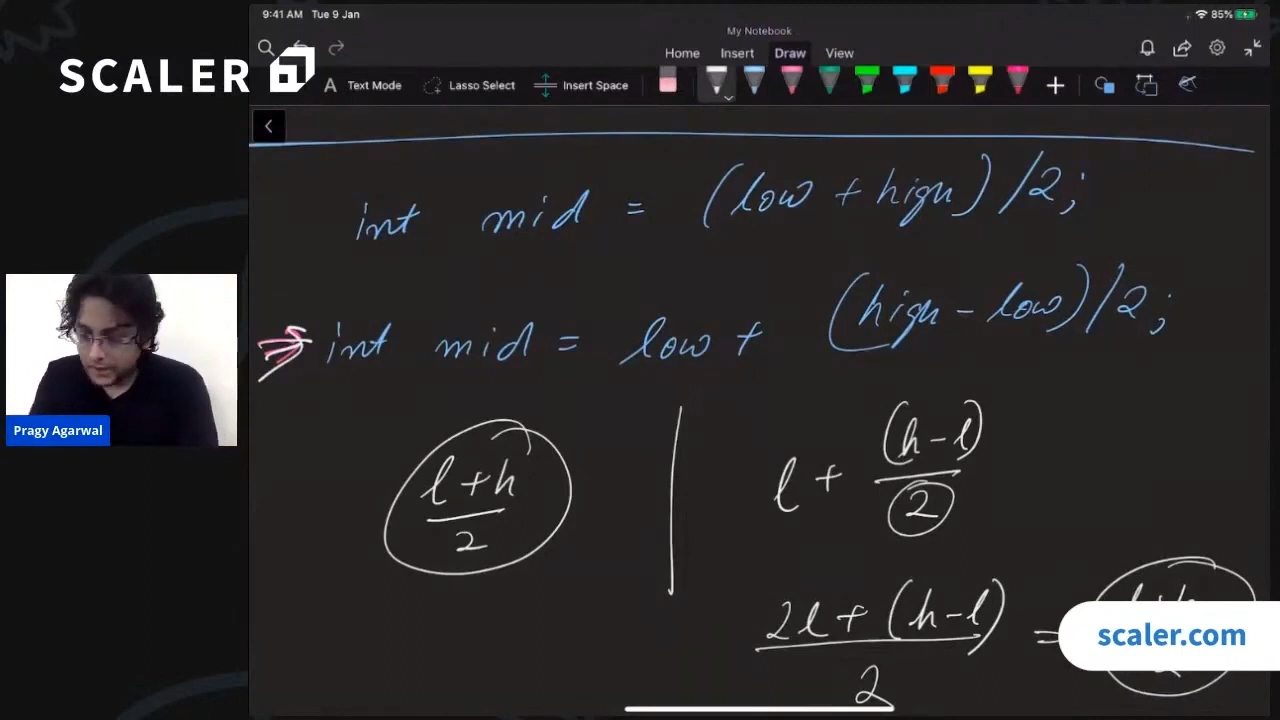 9:41 AM Tue 9 Jan
85%
My Notebook
Home Insert Draw View
SCALER
Text Mode Lasso Select Insert Space
int mid = (low + high) /2;
int mid = low + (high - low) /2;
l + h
2
l + (h - l)
2
Pragy Agarwal
2l + (h - l) =
2
scaler.com